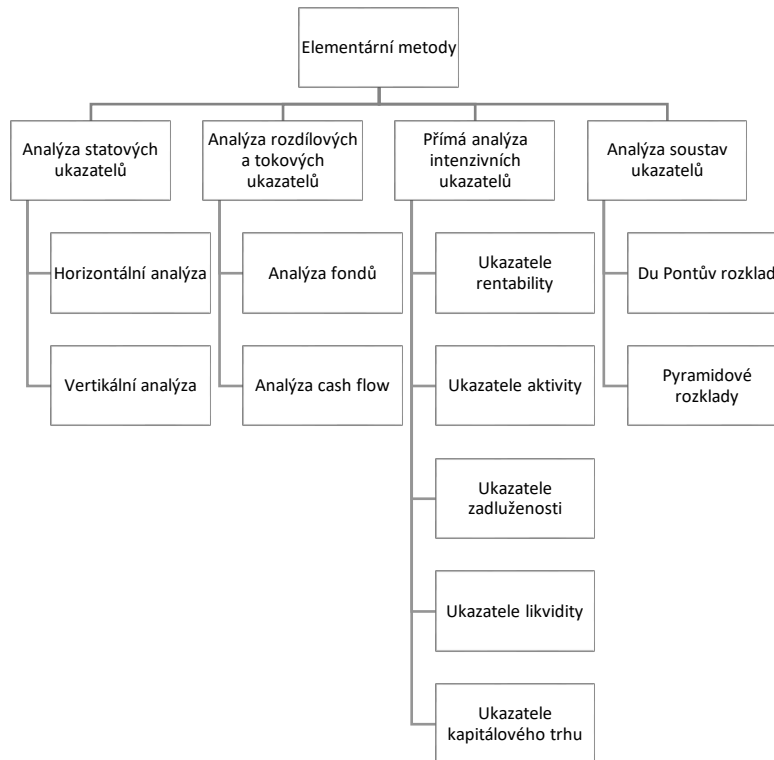 Elementární metody
Analýza statových
ukazatelů
Analýza rozdílových
a tokových
ukazatelů
Přímá analýza
intenzivních
ukazatelů
Analýza soustav
ukazatelů
Horizontální analýza
Vertikální analýza
Analýza fondů
Analýza cash flow
Ukazatele
rentability
Ukazatele aktivity
Ukazatele
zadluženosti
Ukazatele likvidity
Ukazatele
kapitálového trhu
Du Pontův rozklad
Pyramidové
rozklady